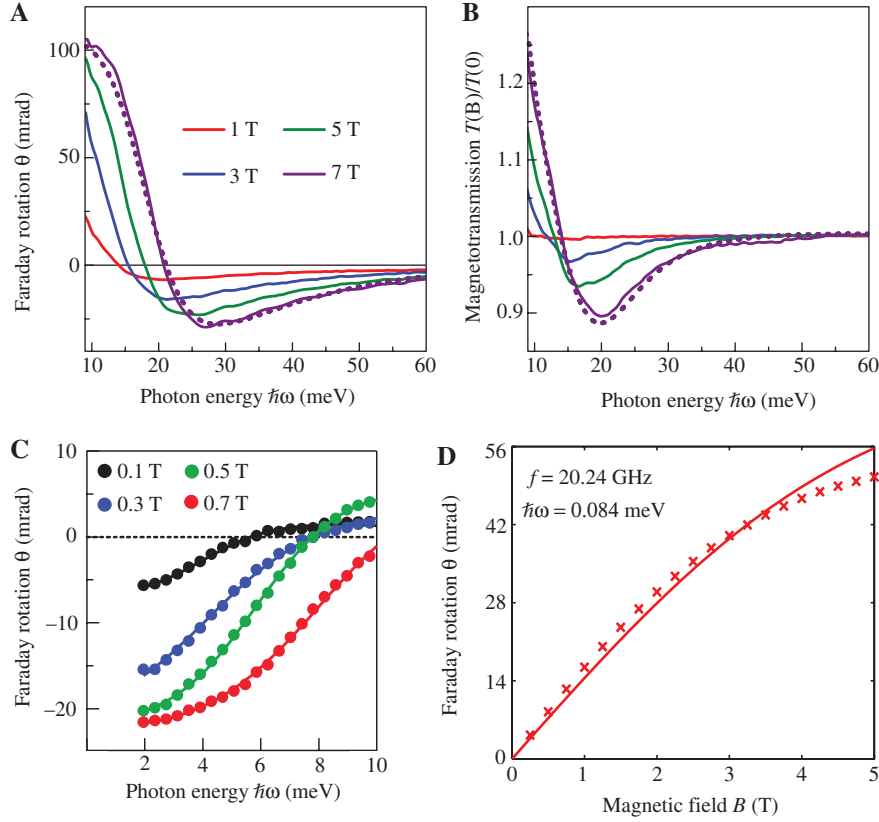 A
Faraday rotation θ (mrad)
100
50
0
1 T
5 T
3 T
7 T
10
20
30
40
50
60
Photon energy ħω (meV)
B
Magnetotransmission T(B)/T(0)
1.2
1.1
1.0
0.9
10
20
30
40
50
60
Photon energy ħω (meV)
C
Faraday rotation θ (mrad)
10
0
−10
−20
0.1 T
0.5 T
0.3 T
0.7 T
2
4
6
8
10
Photon energy ħω (meV)
D
Faraday rotation θ (mrad)
56
42
28
14
0
f = 20.24 GHz
ħω = 0.084 meV
0
1
2
3
4
5
Magnetic field B (T)